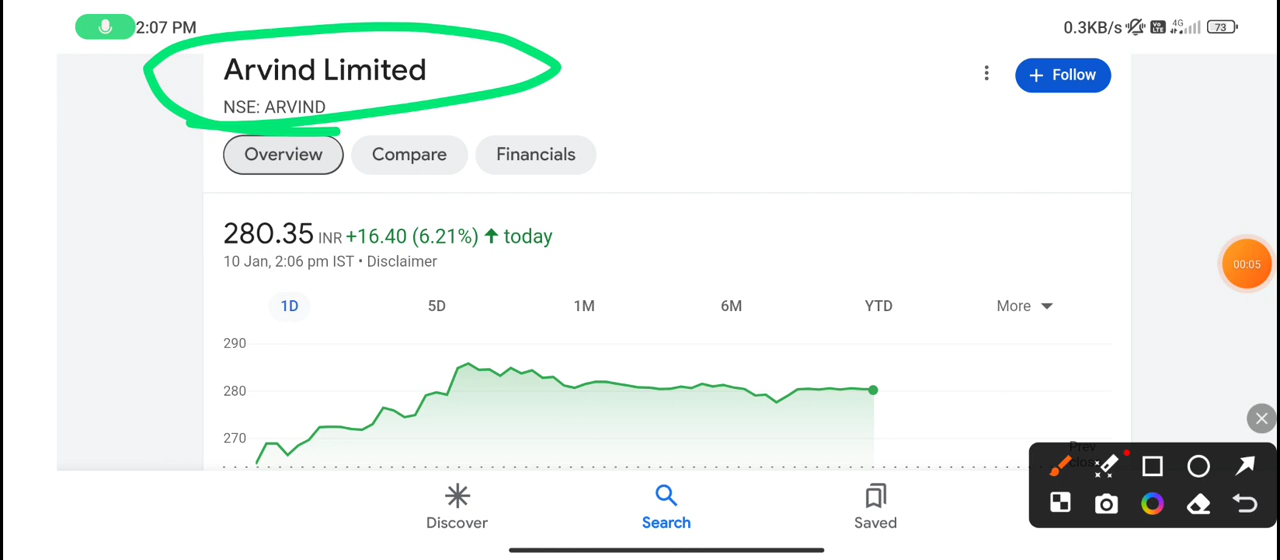 2:07 PM
0.3KB/s 4G 73
Arvind Limited
+ Follow
NSE: ARVIND
Overview Compare Financials
280.35 INR +16.40 (6.21%) ↑ today
10 Jan, 2:06 pm IST • Disclaimer
00:05
1D 5D 1M 6M YTD More
290
280
270
Prev
clos
Discover Search Saved